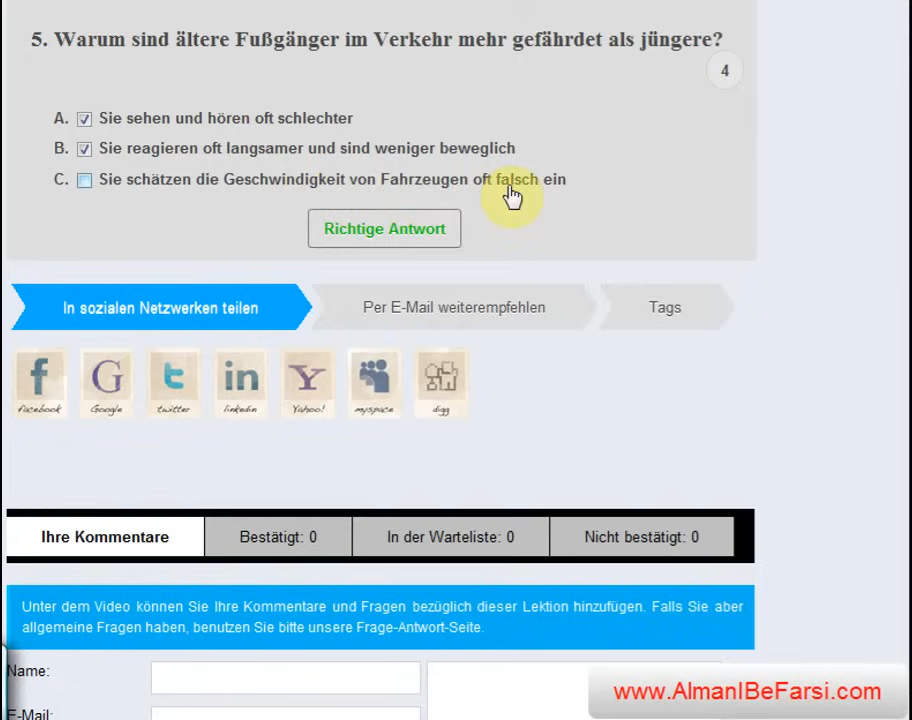 5. Warum sind ältere Fußgänger im Verkehr mehr gefährdet als jüngere?
4
A. Sie sehen und hören oft schlechter
B. Sie reagieren oft langsamer und sind weniger beweglich
C. Sie schätzen die Geschwindigkeit von Fahrzeugen oft falsch ein
Richtige Antwort
In sozialen Netzwerken teilen Per E-Mail weiterempfehlen Tags
facebook Google twitter linkedin Yahoo! myspace digg
Ihre Kommentare Bestätigt: 0 In der Warteliste: 0 Nicht bestätigt: 0
Unter dem Video können Sie Ihre Kommentare und Fragen bezüglich dieser Lektion hinzufügen. Falls Sie aber
allgemeine Fragen haben, benutzen Sie bitte unsere Frage-Antwort-Seite.
Name:
www.AlmanIBeFarsi.com
E-Mail: